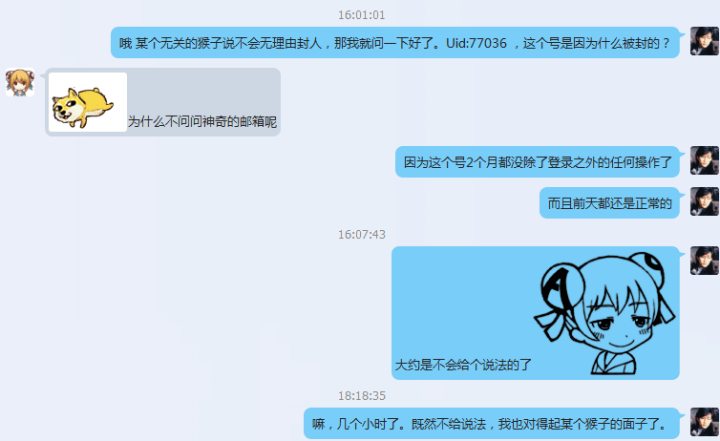 16:01:01
哦 某个无关的猴子说不会无理由封人，那我就问一下好了。Uid:77036 ，这个号是因为什么被封的？
为什么不问问神奇的邮箱呢
因为这个号2个月都没除了登录之外的任何操作了
而且前天都还是正常的
16:07:43
大约是不会给个说法的了
18:18:35
嘛，几个小时了。既然不给说法，我也对得起某个猴子的面子了。